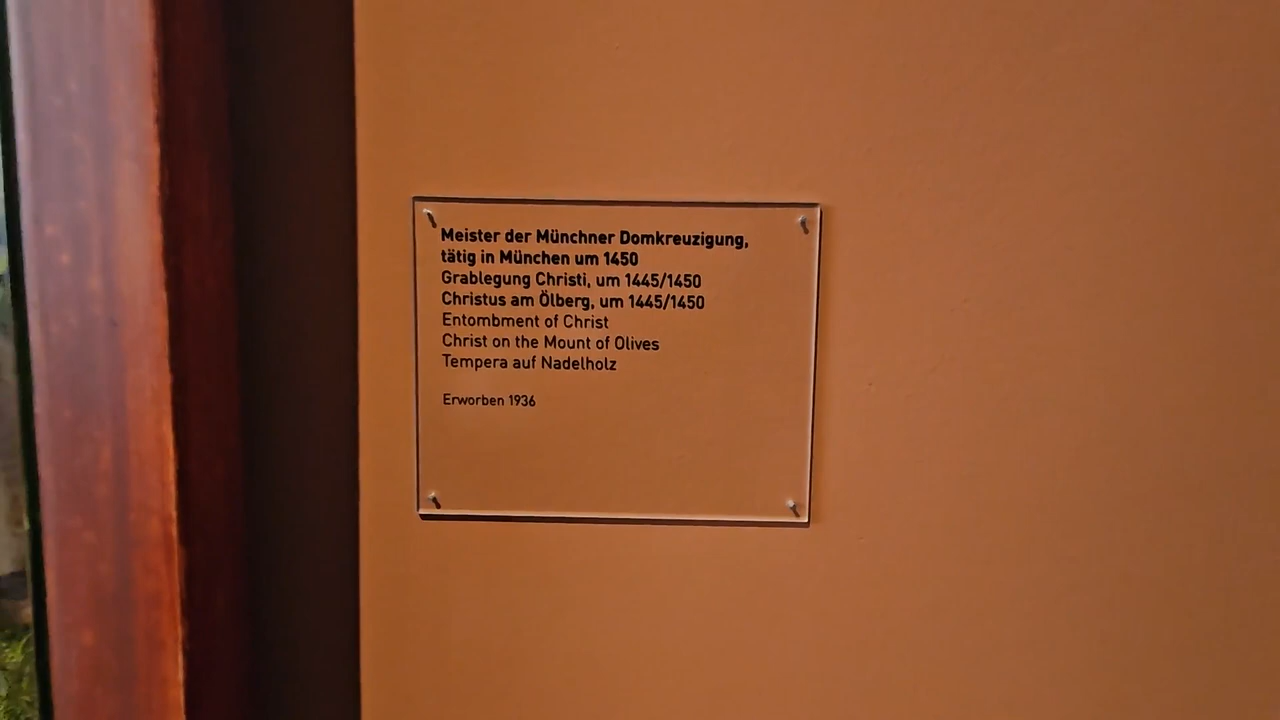 Meister der Münchner Domkreuzigung,
tätig in München um 1450
Grablegung Christi, um 1445/1450
Christus am Ölberg, um 1445/1450
Entombment of Christ
Christ on the Mount of Olives
Tempera auf Nadelholz
Erworben 1936